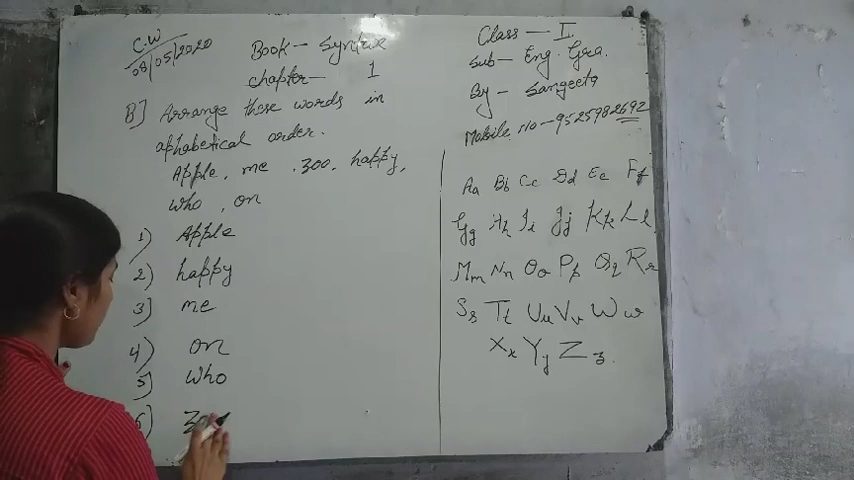 C.W
08/05/2020
Book - Syntree
chapter - 1
B] Arrange these words in
aphabetical order.
Apple, me, zoo, happy,
who, on
1) Apple
2) happy
3] me
4) on
5] who
6)
Class - I
Sub - Eng. Gra.
By - Sangeeta
Mobile no - 9525982692
Aa Bb Cc Dd Ee Ff
Gg Hh Ii Jj Kk Ll
Mm Nn Oo Pp Qq Rr
Ss Tt Uu Vv Ww
Xx Yy Zz